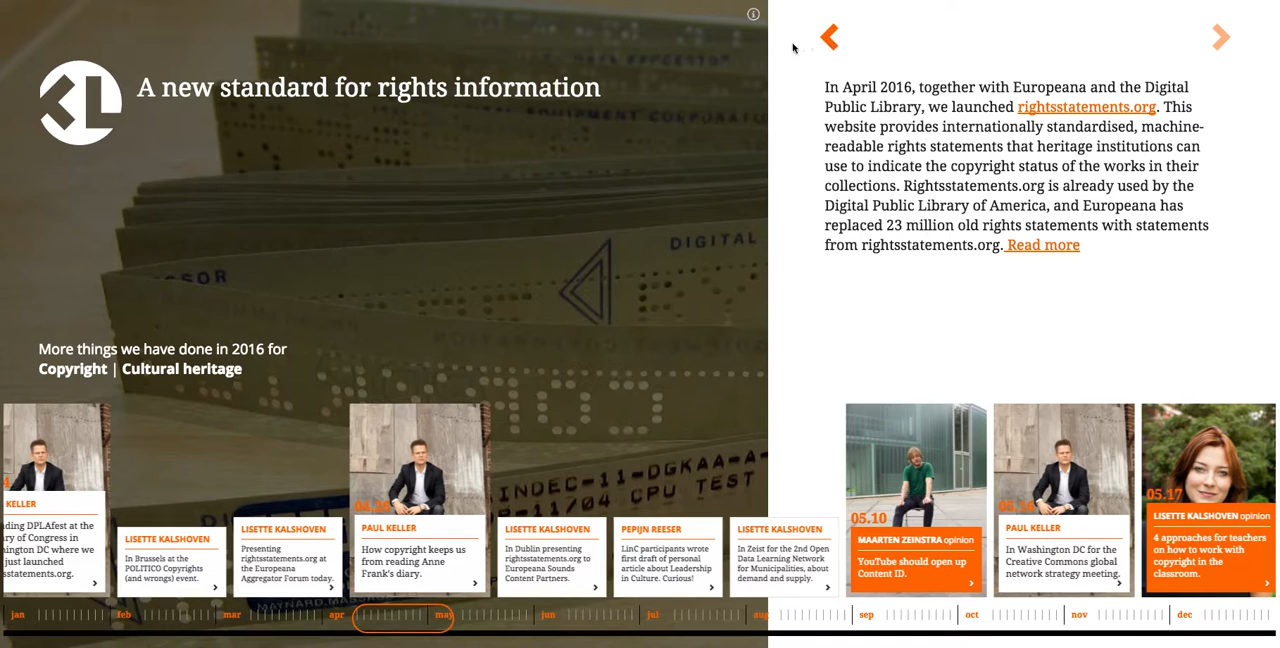 A new standard for rights information
DIGITAL
EQUIPMENT CORPORATION
In April 2016, together with Europeana and the Digital
Public Library, we launched rightsstatements.org. This
website provides internationally standardised, machine-
readable rights statements that heritage institutions can
use to indicate the copyright status of the works in their
collections. Rightsstatements.org is already used by the
Digital Public Library of America, and Europeana has
replaced 23 million old rights statements with statements
from rightsstatements.org. Read more
More things we have done in 2016 for
Copyright | Cultural heritage
INDEC-11-DGKAA-A-
11/04 CPU TEST
KELLER
ding DPLAfest at the
ry of Congress in
ington DC where we
just launched
sstatements.org.
LISETTE KALSHOVEN
In Brussels at the
POLITICO Copyrights
(and wrongs) event.
LISETTE KALSHOVEN
Presenting
rightsstatements.org at
the Europeana
Aggregator Forum today.
PAUL KELLER
How copyright keeps us
from reading Anne
Frank's diary.
LISETTE KALSHOVEN
In Dublin presenting
rightsstatements.org to
Europeana Sounds
Content Partners.
PEPIJN REESER
LinC participants wrote
first draft of personal
article about Leadership
in Culture. Curious!
LISETTE KALSHOVEN
In Zeist for the 2nd Open
Data Learning Network
for Municipalities, about
demand and supply.
05.10
MAARTEN ZEINSTRA opinion
YouTube should open up
Content ID.
PAUL KELLER
In Washington DC for the
Creative Commons global
network strategy meeting.
05.17
LISETTE KALSHOVEN opinion
4 approaches for teachers
on how to work with
copyright in the
classroom.
jan feb mar apr may jun jul aug sep oct nov dec